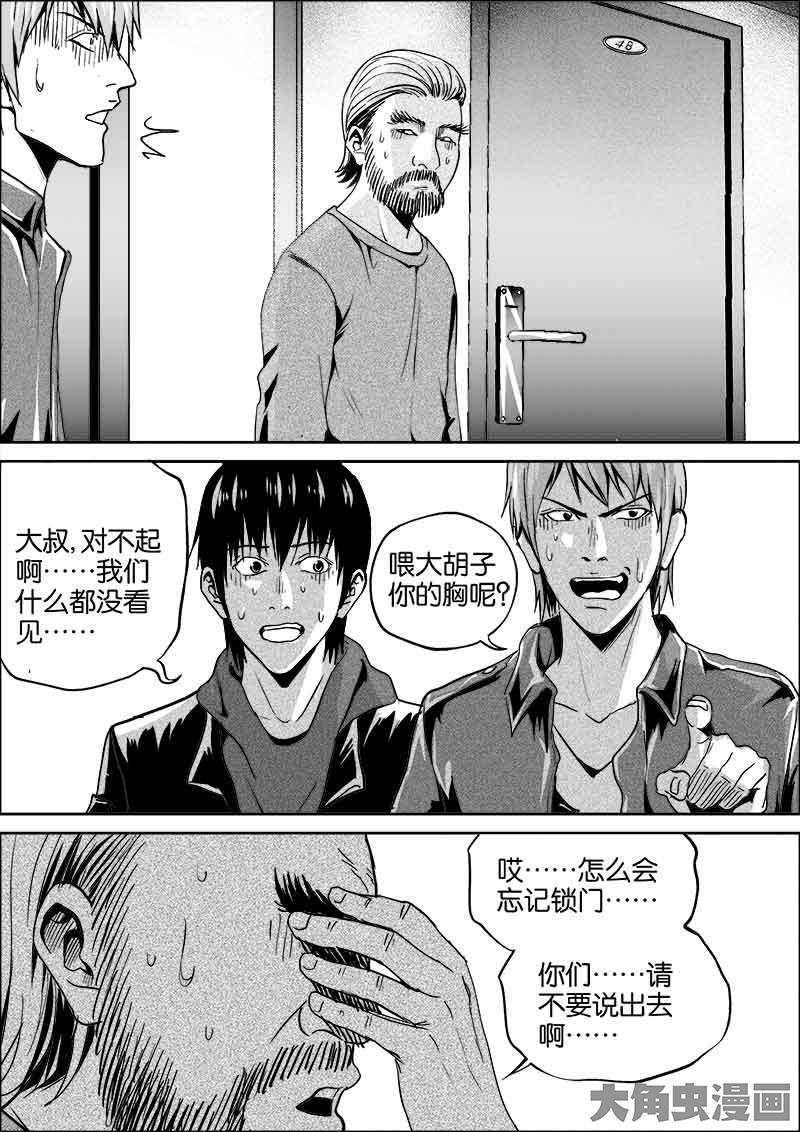 48
大叔,对不起
啊……我们
什么都没看
见……
喂大胡子
你的胸呢?
哎……怎么会
忘记锁门……
你们……请
不要说出去
啊……
大角虫漫画